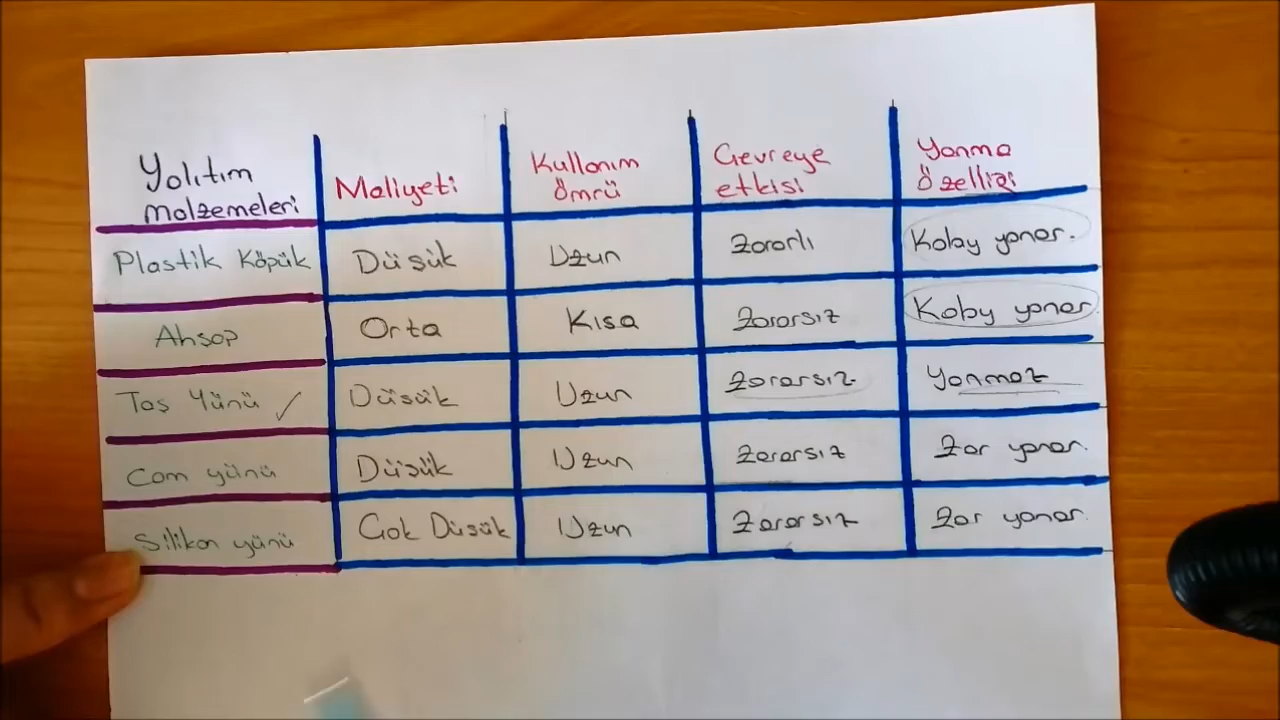 Yalıtım malzemeleri Maliyeti Kullanım ömrü Çevreye etkisi Yanma özelliği
Plastik Köpük Düşük Uzun Zararlı Kolay yanar.
Ahşap Orta Kısa Zararsız Kolay yanar
Taş Yünü ✓ Düşük Uzun Zararsız Yanmaz
Cam yünü Düşük Uzun Zararsız Zor yanar.
Silikon yünü Çok Düşük Uzun Zararsız Zor yanar.